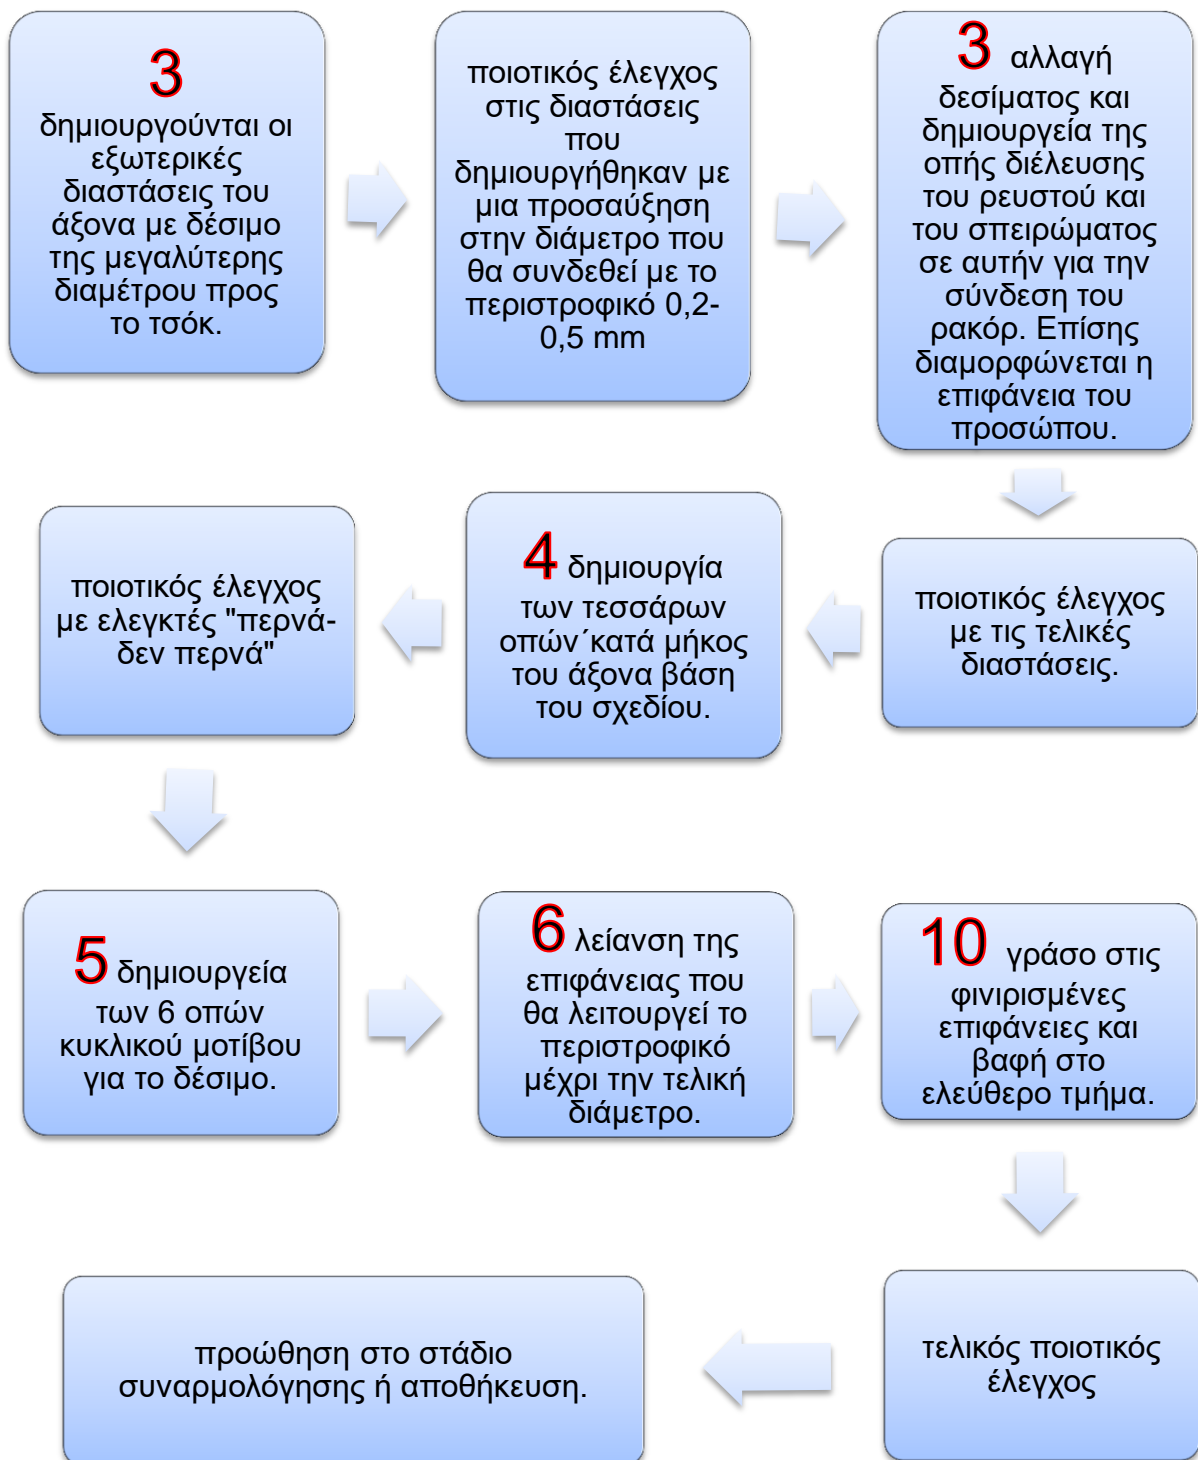 3
δημιουργούνται οι
εξωτερικές
διαστάσεις του
άξονα με δέσιμο
της μεγαλύτερης
διαμέτρου προς
το τσόκ.
ποιοτικός έλεγχος
στις διαστάσεις
που
δημιουργήθηκαν με
μια προσαύξηση
στην διάμετρο που
θα συνδεθεί με το
περιστροφικό 0,2-
0,5 mm
3 αλλαγή
δεσίματος και
δημιουργεία της
οπής διέλευσης
του ρευστού και
του σπειρώματος
σε αυτήν για την
σύνδεση του
ρακόρ. Επίσης
διαμορφώνεται η
επιφάνεια του
προσώπου.
ποιοτικός έλεγχος
με τις τελικές
διαστάσεις.
4 δημιουργία
των τεσσάρων
οπών΄κατά μήκος
του άξονα βάση
του σχεδίου.
ποιοτικός έλεγχος
με ελεγκτές "περνά-
δεν περνά"
5 δημιουργεία
των 6 οπών
κυκλικού μοτίβου
για το δέσιμο.
6 λείανση της
επιφάνειας που
θα λειτουργεί το
περιστροφικό
μέχρι την τελική
διάμετρο.
10 γράσο στις
φινιρισμένες
επιφάνειες και
βαφή στο
ελεύθερο τμήμα.
τελικός ποιοτικός
έλεγχος
προώθηση στο στάδιο
συναρμολόγησης ή αποθήκευση.